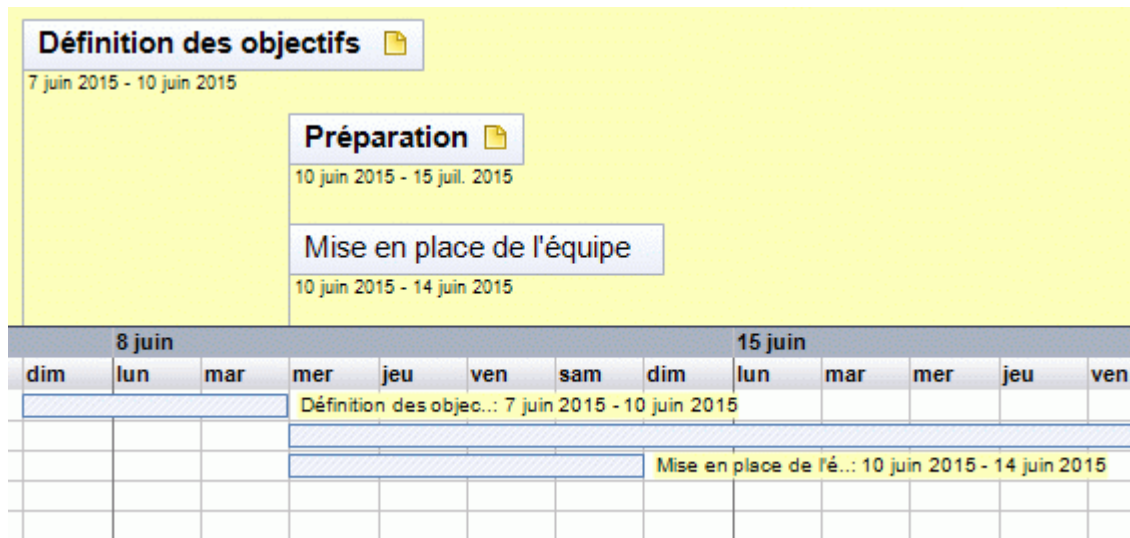 Définition des objectifs
7 juin 2015 - 10 juin 2015
Préparation
10 juin 2015 - 15 juil. 2015
Mise en place de l'équipe
10 juin 2015 - 14 juin 2015
8 juin 15 juin
dim lun mar mer jeu ven sam dim lun mar mer jeu ven
Définition des objec..: 7 juin 2015 - 10 juin 2015
Mise en place de l'é..: 10 juin 2015 - 14 juin 2015